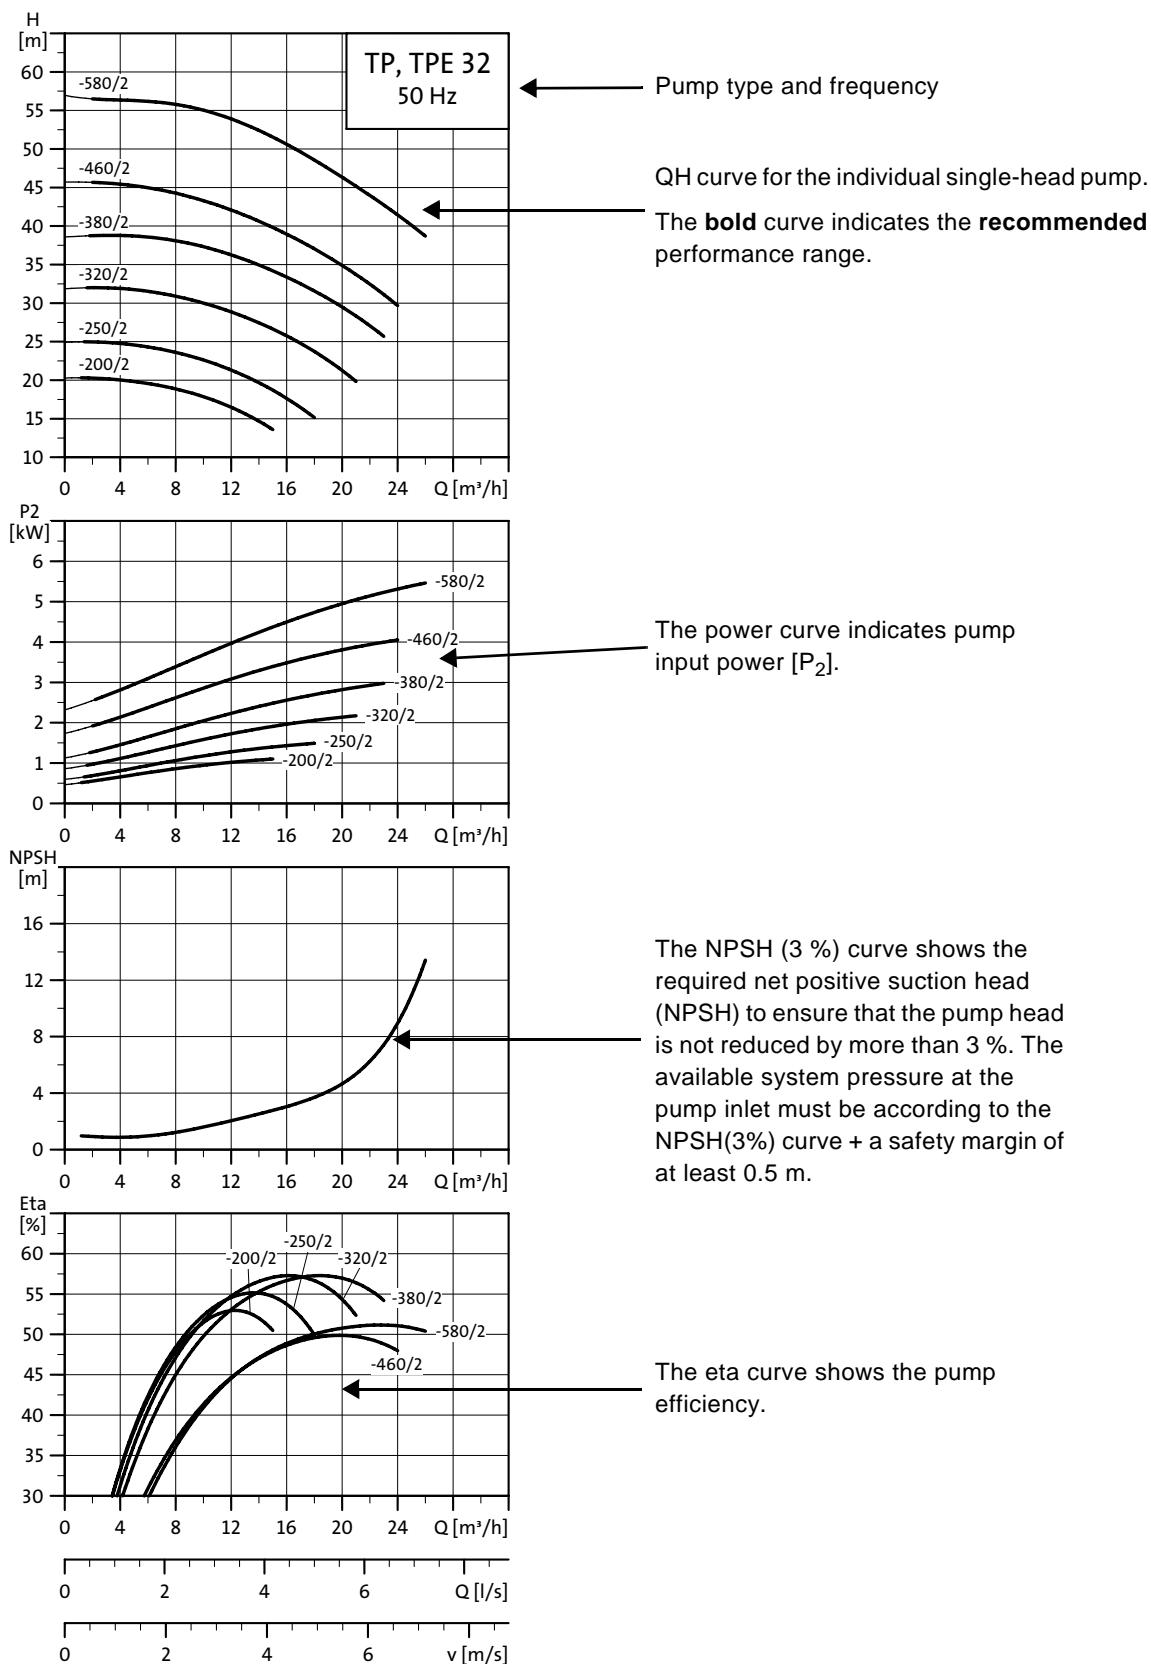 H
[m]
TP, TPE 32
50 Hz
60
55
50
45
40
35
30
25
20
15
10
-580/2
-460/2
-380/2
-320/2
-250/2
-200/2
0 4 8 12 16 20 24 Q [m³/h]
Pump type and frequency
QH curve for the individual single-head pump.
The bold curve indicates the recommended
performance range.
P2
[kW]
6
5
4
3
2
1
0
-580/2
-460/2
-380/2
-320/2
-250/2
-200/2
0 4 8 12 16 20 24 Q [m³/h]
The power curve indicates pump
input power [P2].
NPSH
[m]
16
12
8
4
0
0 4 8 12 16 20 24 Q [m³/h]
The NPSH (3 %) curve shows the
required net positive suction head
(NPSH) to ensure that the pump head
is not reduced by more than 3 %. The
available system pressure at the
pump inlet must be according to the
NPSH(3%) curve + a safety margin of
at least 0.5 m.
Eta
[%]
60
55
50
45
40
35
30
-200/2
-250/2
-320/2
-380/2
-580/2
-460/2
0 4 8 12 16 20 24 Q [m³/h]
The eta curve shows the pump
efficiency.
0 2 4 6 Q [l/s]
0 2 4 6 v [m/s]